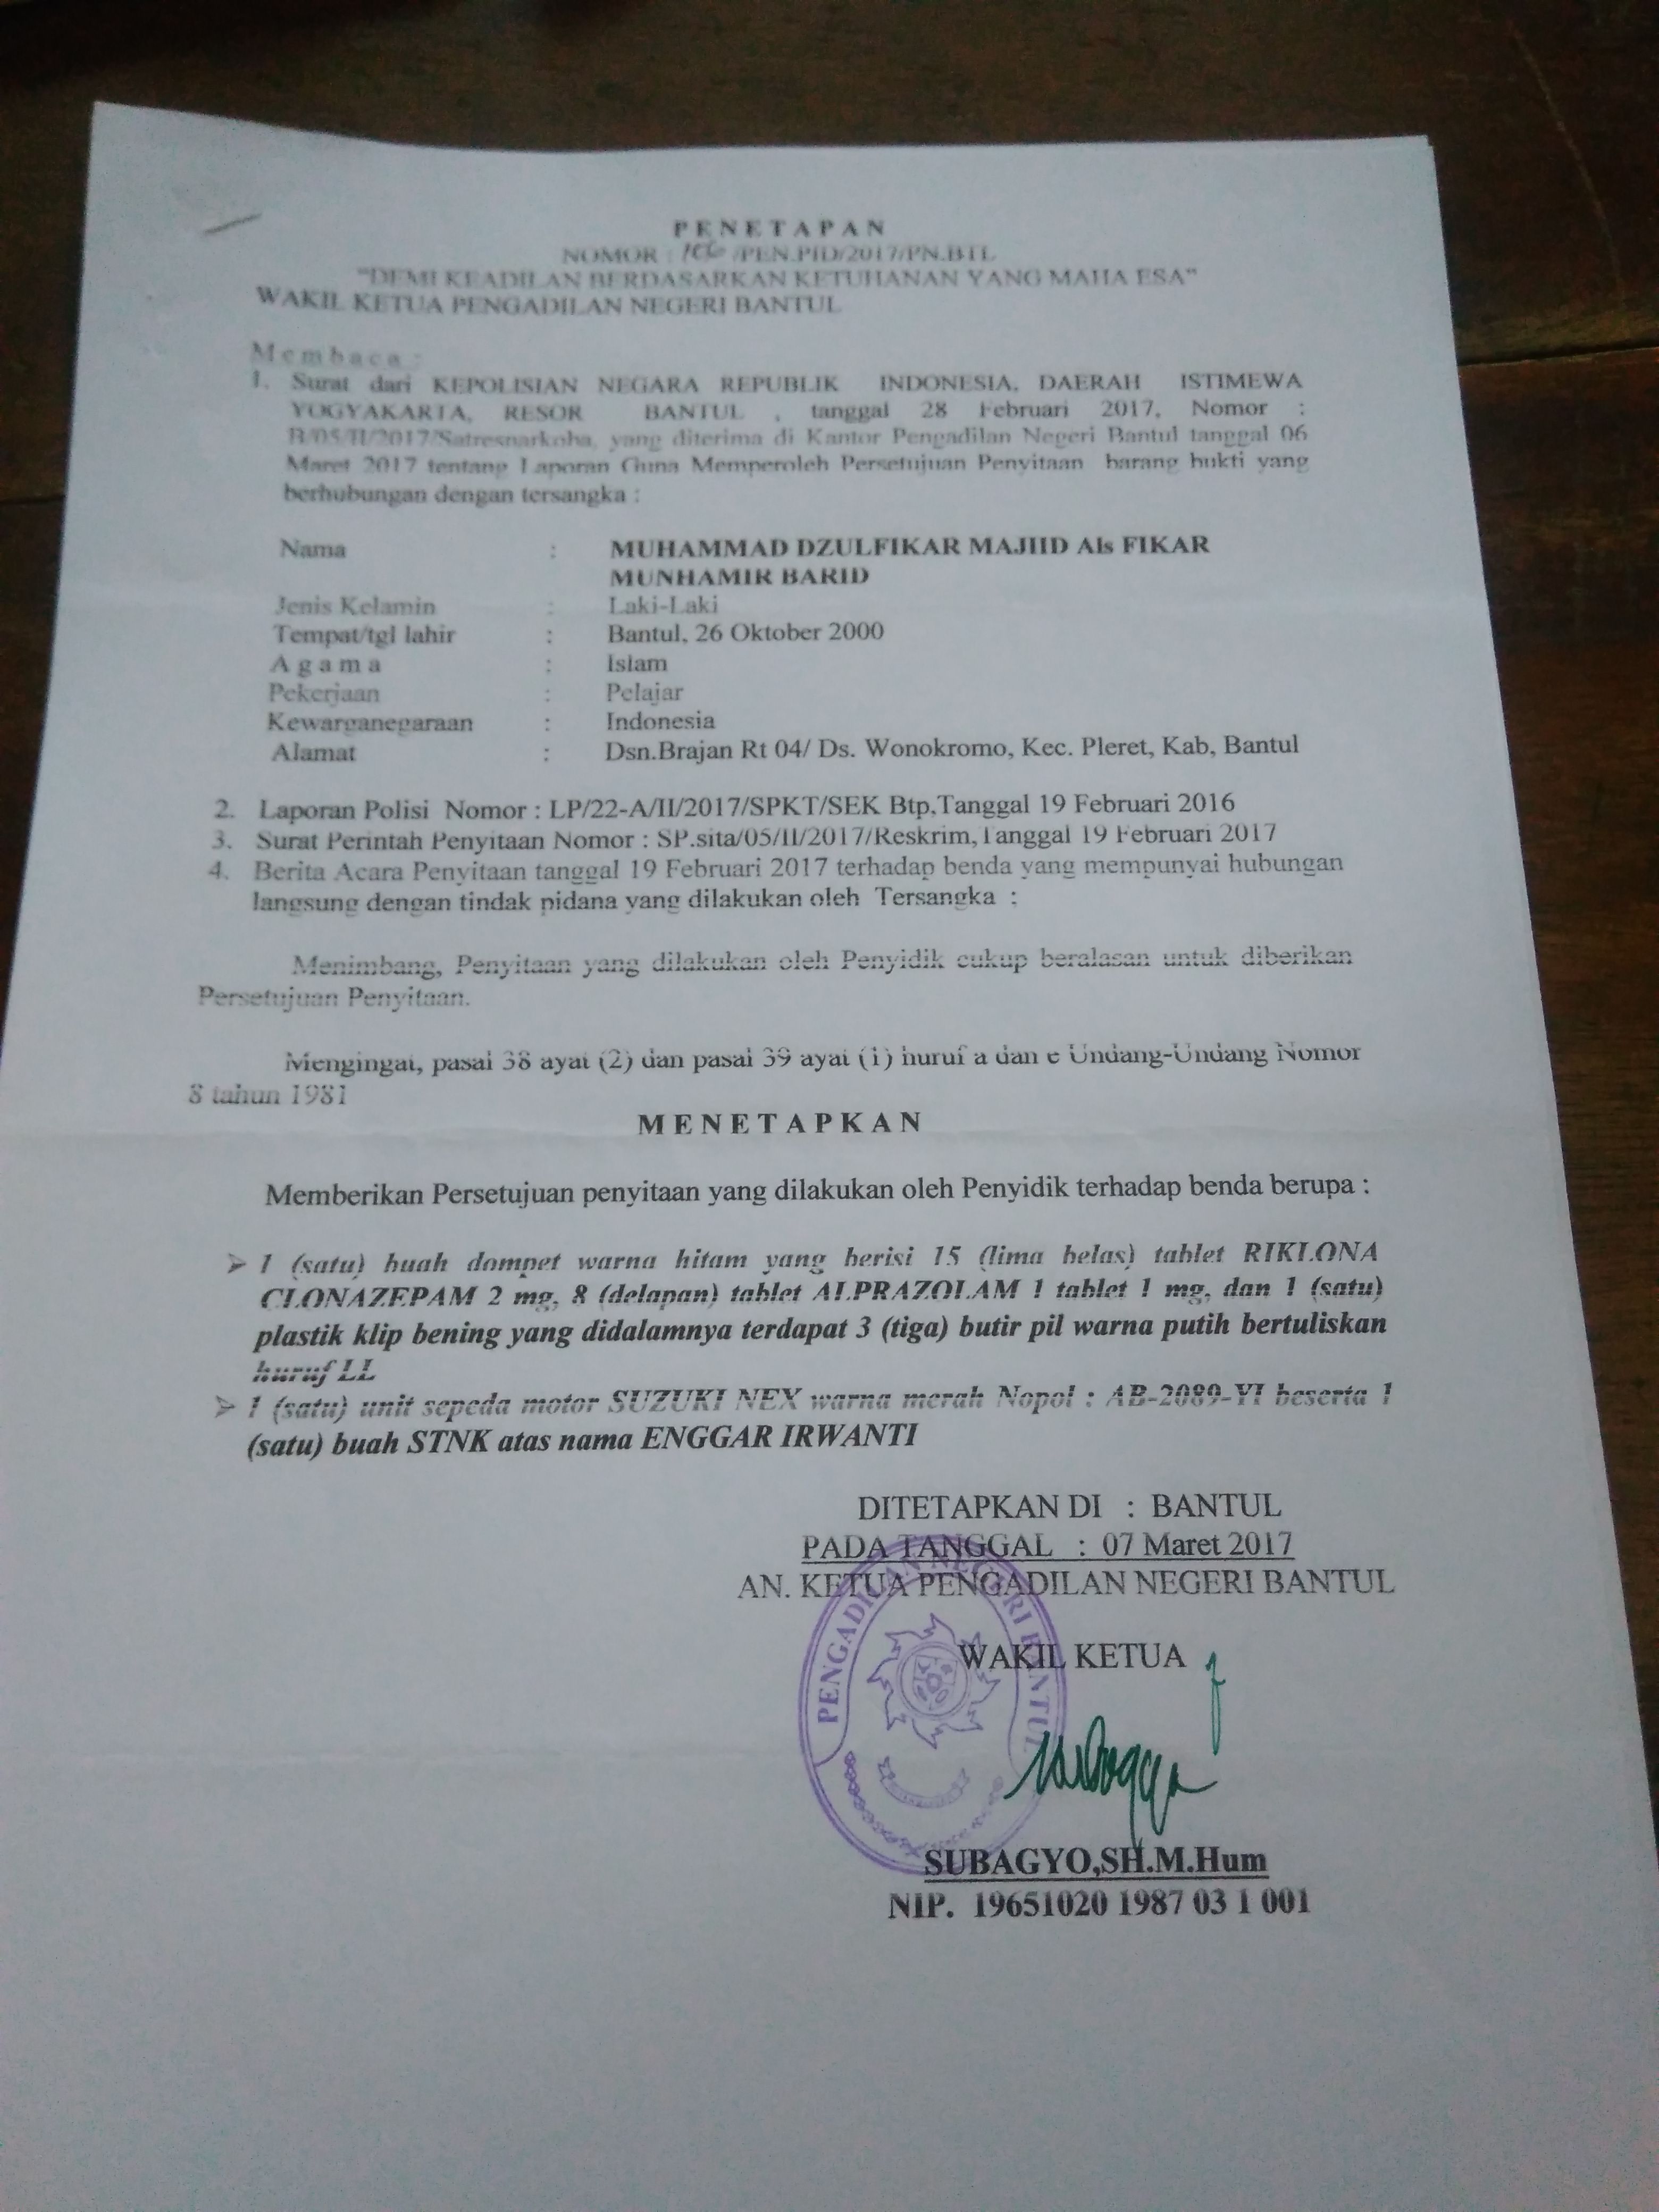 PENETAPAN
NOMOR : /PEN.PID/2017/PN.BTL
"DEMI KEADILAN BERDASARKAN KETUHANAN YANG MAHA ESA"
WAKIL KETUA PENGADILAN NEGERI BANTUL
Membaca :
1. Surat dari KEPOLISIAN NEGARA REPUBLIK INDONESIA, DAERAH ISTIMEWA
YOGYAKARTA, RESOR BANTUL , tanggal 28 Februari 2017, Nomor :
B/05/II/2017/Satresnarkoba, yang diterima di Kantor Pengadilan Negeri Bantul tanggal 06
Maret 2017 tentang Laporan Guna Memperoleh Persetujuan Penyitaan barang bukti yang
berhubungan dengan tersangka :
Nama : MUHAMMAD DZULFIKAR MAJIID Als FIKAR
MUNHAMIR BARID
Jenis Kelamin : Laki-Laki
Tempat/tgl lahir : Bantul, 26 Oktober 2000
A g a m a : Islam
Pekerjaan : Pelajar
Kewarganegaraan : Indonesia
Alamat : Dsn.Brajan Rt 04/ Ds. Wonokromo, Kec. Pleret, Kab, Bantul
2. Laporan Polisi Nomor : LP/22-A/II/2017/SPKT/SEK Btp,Tanggal 19 Februari 2016
3. Surat Perintah Penyitaan Nomor : SP.sita/05/II/2017/Reskrim,Tanggal 19 Februari 2017
4. Berita Acara Penyitaan tanggal 19 Februari 2017 terhadap benda yang mempunyai hubungan
langsung dengan tindak pidana yang dilakukan oleh Tersangka :
Menimbang, Penyitaan yang dilakukan oleh Penyidik cukup beralasan untuk diberikan
Persetujuan Penyitaan.
Mengingat, pasal 38 ayat (2) dan pasal 39 ayat (1) huruf a dan e Undang-Undang Nomor
8 tahun 1981
MENETAPKAN
Memberikan Persetujuan penyitaan yang dilakukan oleh Penyidik terhadap benda berupa :
➢ 1 (satu) buah dompet warna hitam yang berisi 15 (lima belas) tablet RIKLONA
CLONAZEPAM 2 mg, 8 (delapan) tablet ALPRAZOLAM 1 tablet 1 mg, dan 1 (satu)
plastik klip bening yang didalamnya terdapat 3 (tiga) butir pil warna putih bertuliskan
huruf LL
➢ 1 (satu) unit sepeda motor SUZUKI NEX warna merah Nopol : AB-2089-YI beserta 1
(satu) buah STNK atas nama ENGGAR IRWANTI
DITETAPKAN DI : BANTUL
PADA TANGGAL : 07 Maret 2017
AN. KETUA PENGADILAN NEGERI BANTUL
WAKIL KETUA
PENGADILAN NEGERI BANTUL
SUBAGYO,SH.M.Hum
NIP. 19651020 1987 03 1 001